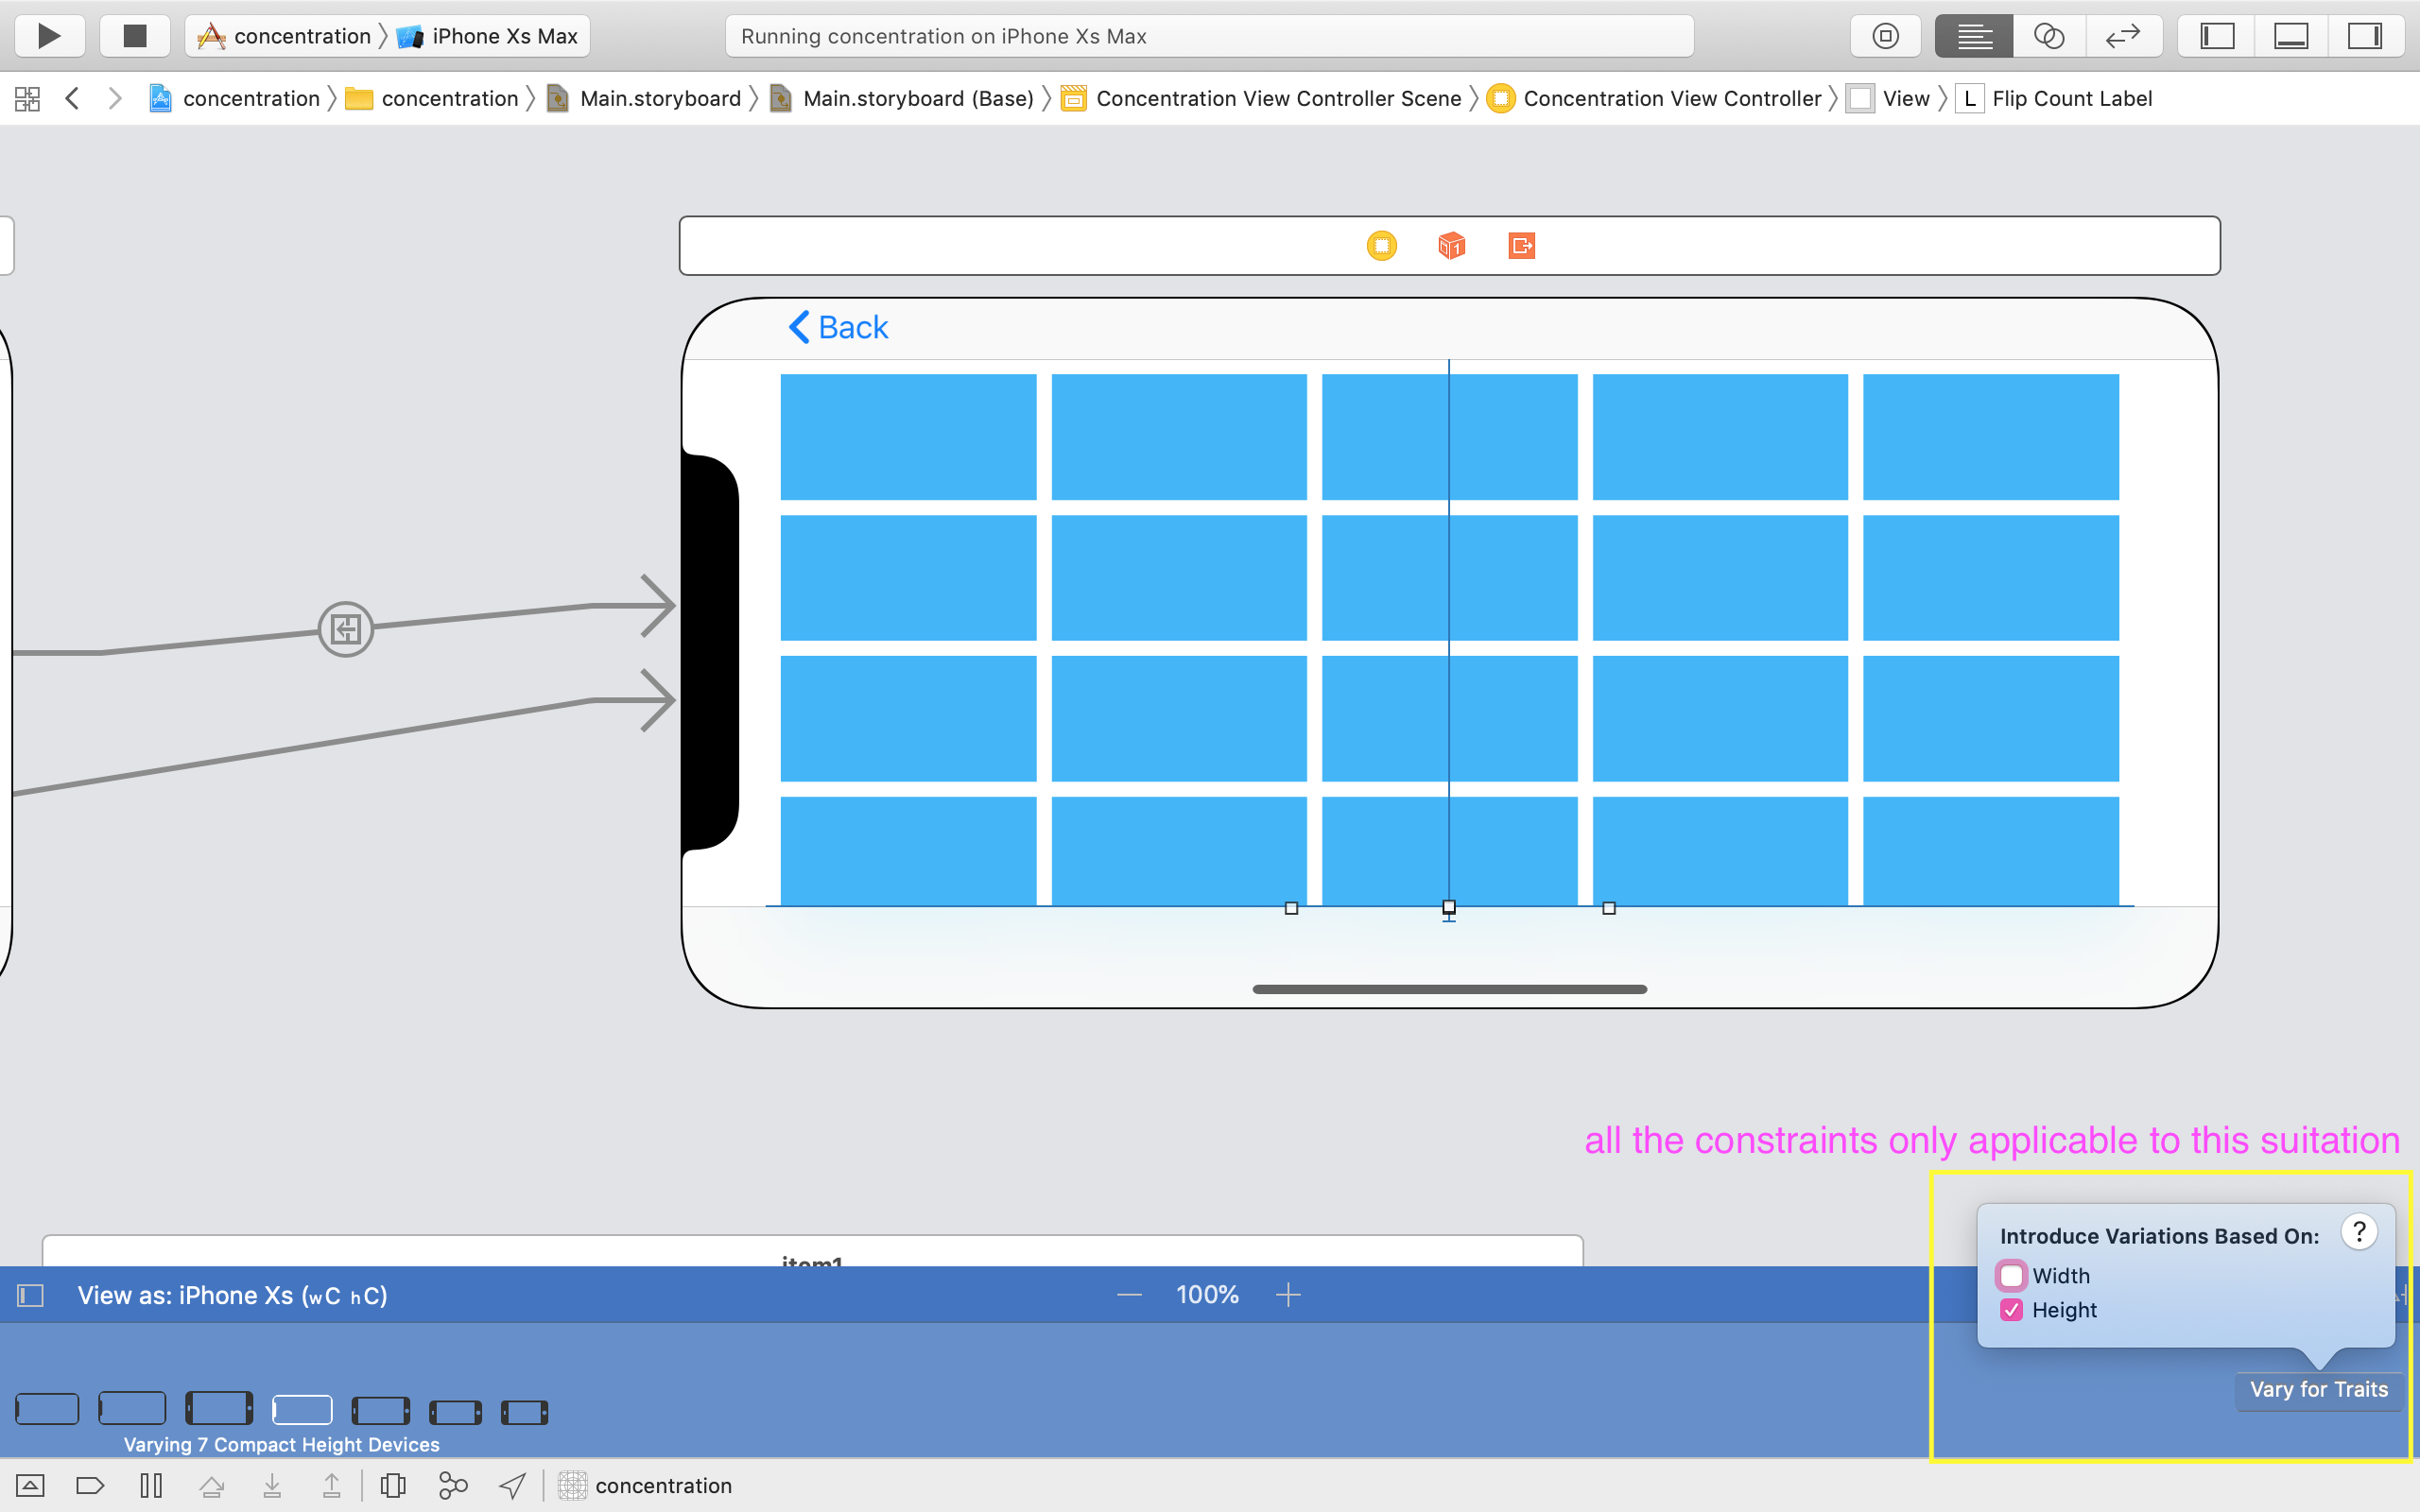 concentration iPhone Xs Max
Running concentration on iPhone Xs Max
concentration concentration Main.storyboard Main.storyboard (Base) Concentration View Controller Scene Concentration View Controller View L Flip Count Label
Back
all the constraints only applicable to this suitation
item1
Introduce Variations Based On: ?
Width
Height
View as: iPhone Xs (wC hC)
100%
Vary for Traits
Varying 7 Compact Height Devices
concentration